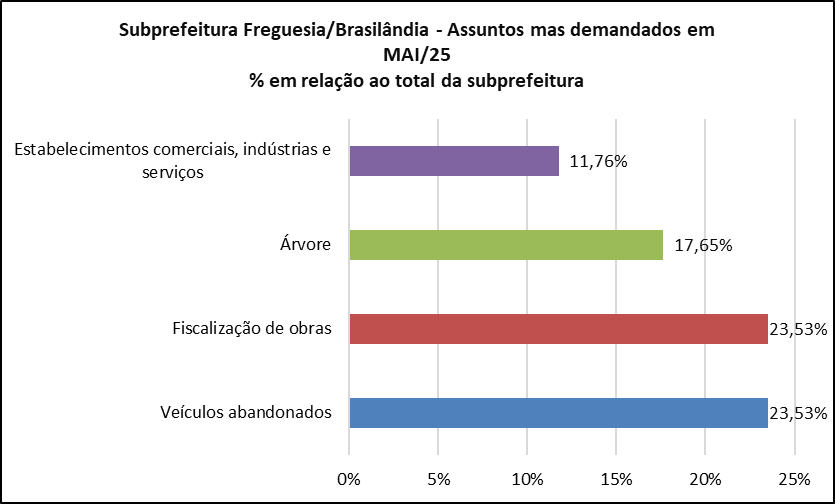 Subprefeitura Freguesia/Brasilândia - Assuntos mas demandados em
MAI/25
% em relação ao total da subprefeitura
Estabelecimentos comerciais, indústrias e
serviços
11,76%
Árvore
17,65%
Fiscalização de obras
23,53%
Veículos abandonados
23,53%
0% 5% 10% 15% 20% 25%